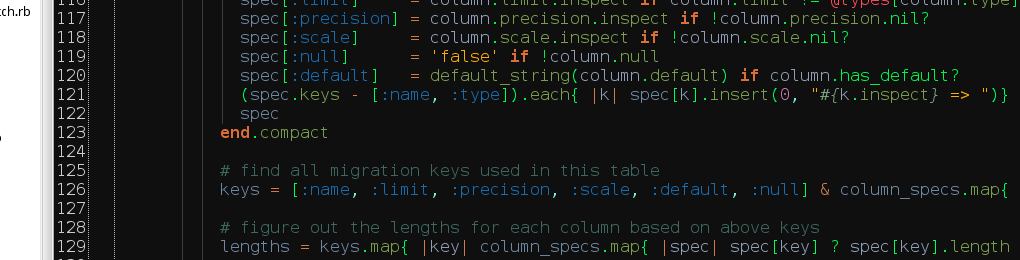 tch.rb
116 spec[:limit] = column.limit.inspect if column.limit != @types[column.type]
117 spec[:precision] = column.precision.inspect if !column.precision.nil?
118 spec[:scale] = column.scale.inspect if !column.scale.nil?
119 spec[:null] = 'false' if !column.null
120 spec[:default] = default_string(column.default) if column.has_default?
121 (spec.keys - [:name, :type]).each{ |k| spec[k].insert(0, "#{k.inspect} => ")}
122 spec
123 end.compact
124
125 # find all migration keys used in this table
126 keys = [:name, :limit, :precision, :scale, :default, :null] & column_specs.map{
127
128 # figure out the lengths for each column based on above keys
129 lengths = keys.map{ |key| column_specs.map{ |spec| spec[key] ? spec[key].length